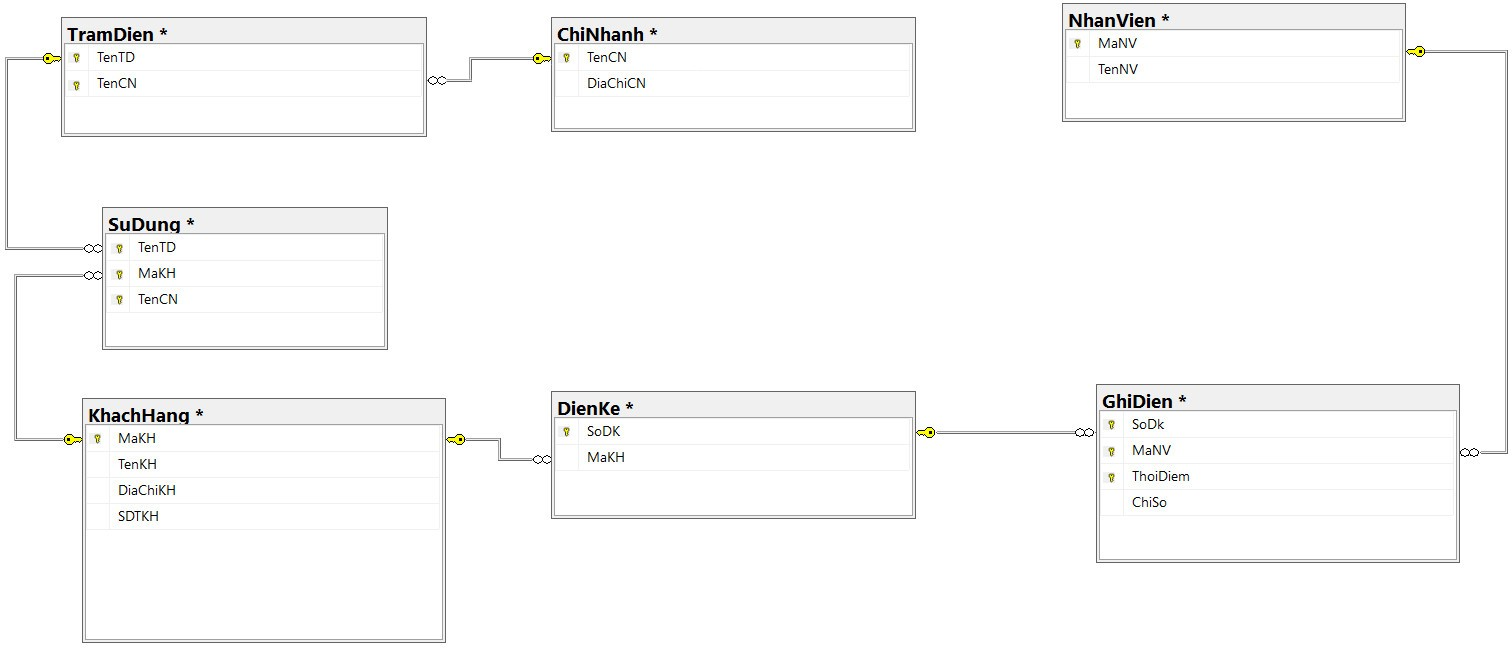 TramDien *
TenTD
TenCN
ChiNhanh *
TenCN
DiaChiCN
NhanVien *
MaNV
TenNV
SuDung *
TenTD
MaKH
TenCN
KhachHang *
MaKH
TenKH
DiaChiKH
SDTKH
DienKe *
SoDK
MaKH
GhiDien *
SoDk
MaNV
ThoiDiem
ChiSo